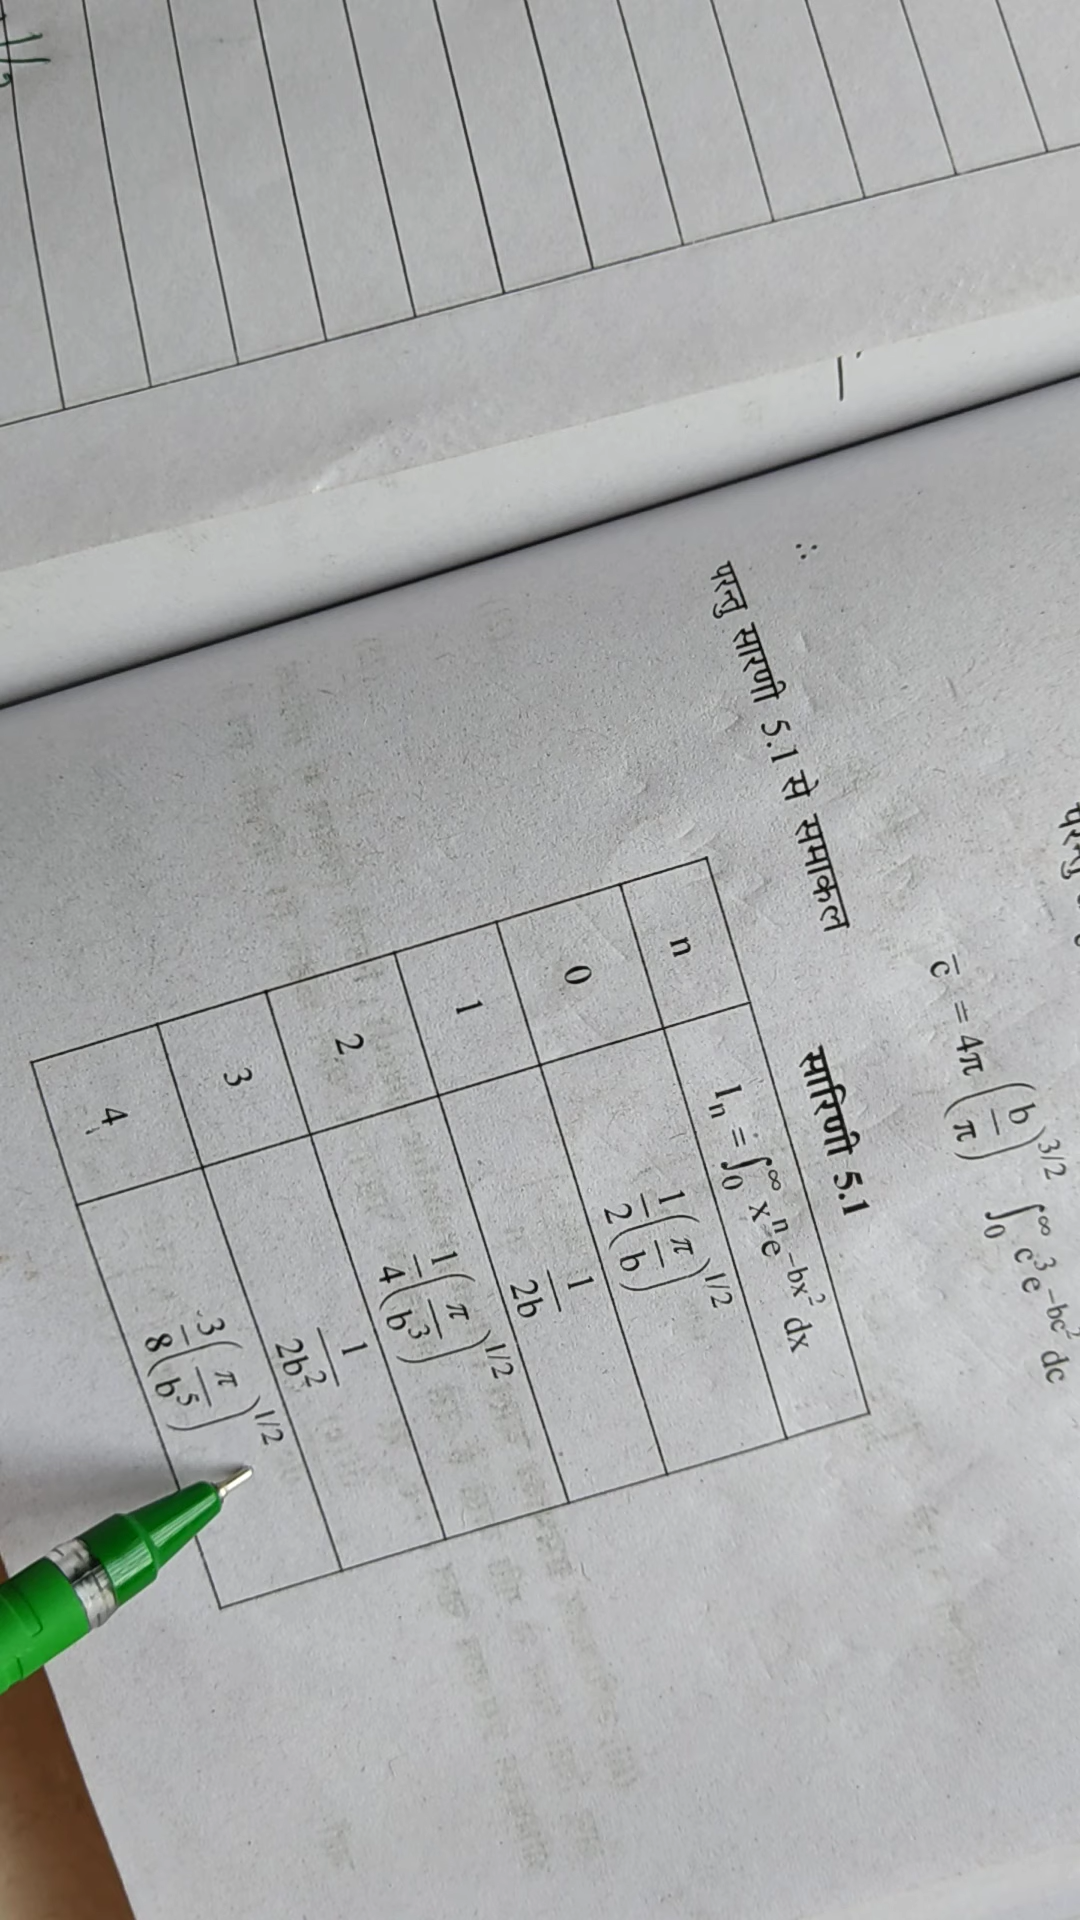 c̄ = 4π (b/π)^3/2 ∫₀^∞ c³e^-bc² dc
∴
परन्तु सारणी 5.1 से समाकल
सारिणी 5.1
n  Iₙ = ∫₀^∞ xⁿe^-bx² dx
0  1/2 (π/b)^1/2
1  1/2b
2  1/4 (π/b³)^1/2
3  1/2b²
4  3/8 (π/b⁵)^1/2